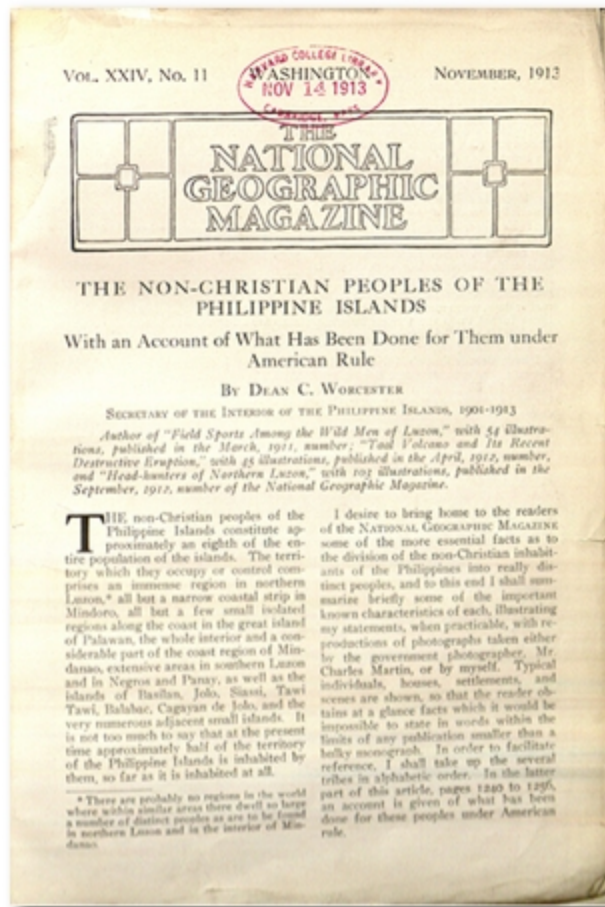 VOL. XXIV, No. 11
WASHINGTON
NOVEMBER, 1913
HARVARD COLLEGE LIBRARY
NOV 14 1913
CAMBRIDGE, MASS
THE
NATIONAL
GEOGRAPHIC
MAGAZINE
THE NON-CHRISTIAN PEOPLES OF THE
PHILIPPINE ISLANDS
With an Account of What Has Been Done for Them under
American Rule
BY DEAN C. WORCESTER
SECRETARY OF THE INTERIOR OF THE PHILIPPINE ISLANDS, 1901-1913
Author of "Field Sports Among the Wild Men of Luzon," with 54 illustra-
tions, published in the March, 1911, number; "Taal Volcano and Its Recent
Destructive Eruption," with 45 illustrations, published in the April, 1912, number,
and "Head-hunters of Northern Luzon," with 103 illustrations, published in the
September, 1912, number of the National Geographic Magazine.
THE non-Christian peoples of the
Philippine Islands constitute ap-
proximately an eighth of the en-
tire population of the islands. The terri-
tory which they occupy or control com-
prises an immense region in northern
Luzon,* all but a narrow coastal strip in
Mindoro, all but a few small isolated
regions along the coast in the great island
of Palawan, the whole interior and a con-
siderable part of the coast region of Min-
danao, extensive areas in southern Luzon
and in Negros and Panay, as well as the
islands of Basilan, Jolo, Siassi, Tawi
Tawi, Balabac, Cagayan de Jolo, and the
very numerous adjacent small islands. It
is not too much to say that at the present
time approximately half of the territory
of the Philippine Islands is inhabited by
them, so far as it is inhabited at all.
* There are probably no regions in the world
where within similar areas there dwell so large
a number of distinct peoples as are to be found
in northern Luzon and in the interior of Min-
danao.
I desire to bring home to the readers
of the NATIONAL GEOGRAPHIC MAGAZINE
some of the more essential facts as to
the division of the non-Christian inhabit-
ants of the Philippines into really dis-
tinct peoples, and to this end I shall sum-
marize briefly some of the important
known characteristics of each, illustrating
my statements, when practicable, with re-
productions of photographs taken either
by the government photographer, Mr.
Charles Martin, or by myself. Typical
individuals, houses, settlements, and
scenes are shown, so that the reader ob-
tains at a glance facts which it would be
impossible to state in words within the
limits of any publication smaller than a
bulky monograph. In order to facilitate
reference, I shall take up the several
tribes in alphabetic order. In the latter
part of this article, pages 1240 to 1256,
an account is given of what has been
done for these peoples under American
rule.